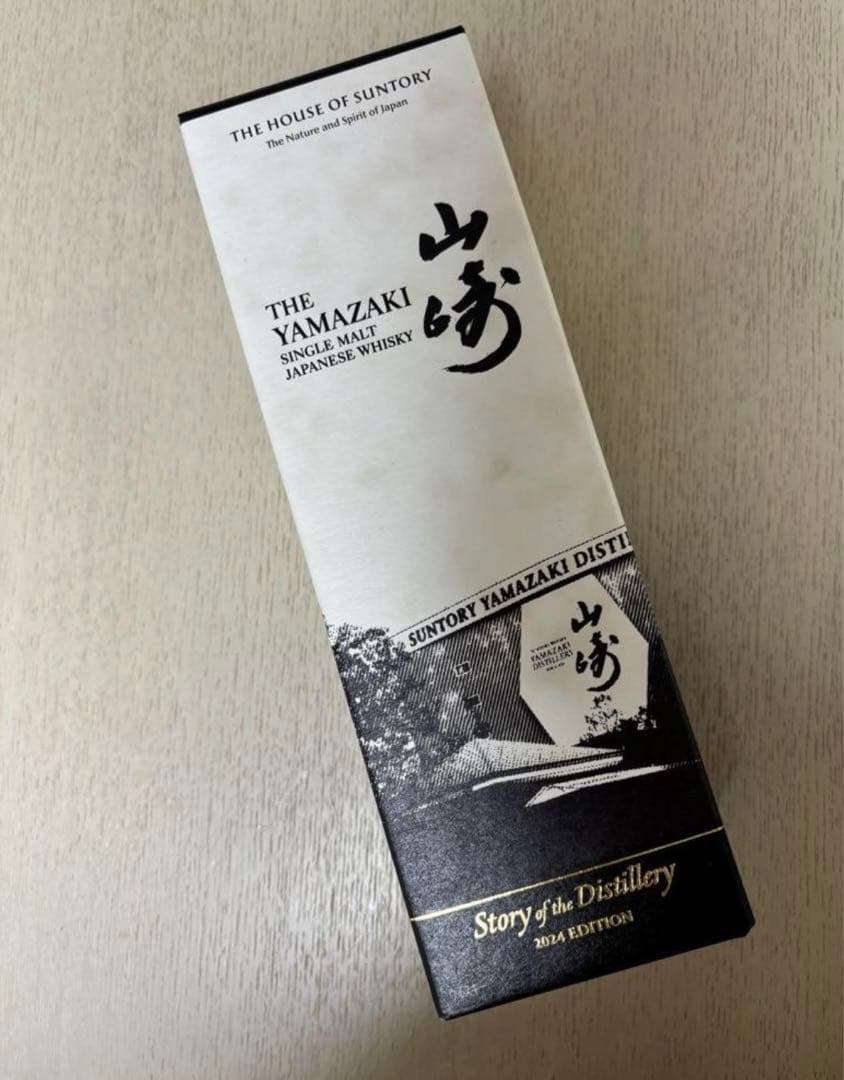 THE HOUSE OF SUNTORY
The Nature and Spirit of Japan
山崎
THE
YAMAZAKI
SINGLE MALT
JAPANESE WHISKY
SUNTORY YAMAZAKI DISTI
山崎
YAMAZAKI
DISTILLERY
Story of the Distillery
2024 EDITION